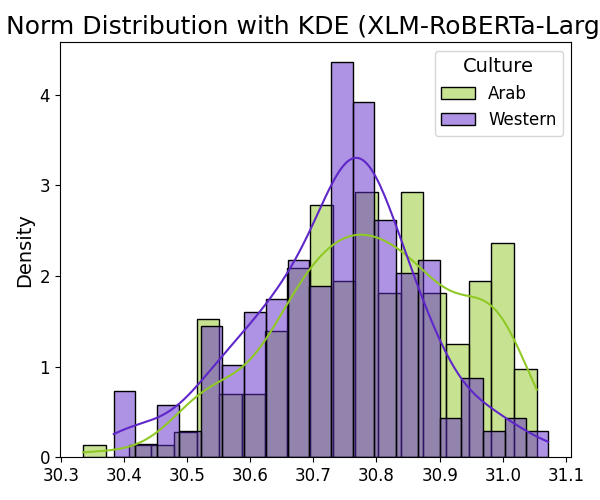 Norm Distribution with KDE (XLM-RoBERTa-Larg
Culture
Arab
Western
Density
4
3
2
1
0
30.3 30.4 30.5 30.6 30.7 30.8 30.9 31.0 31.1